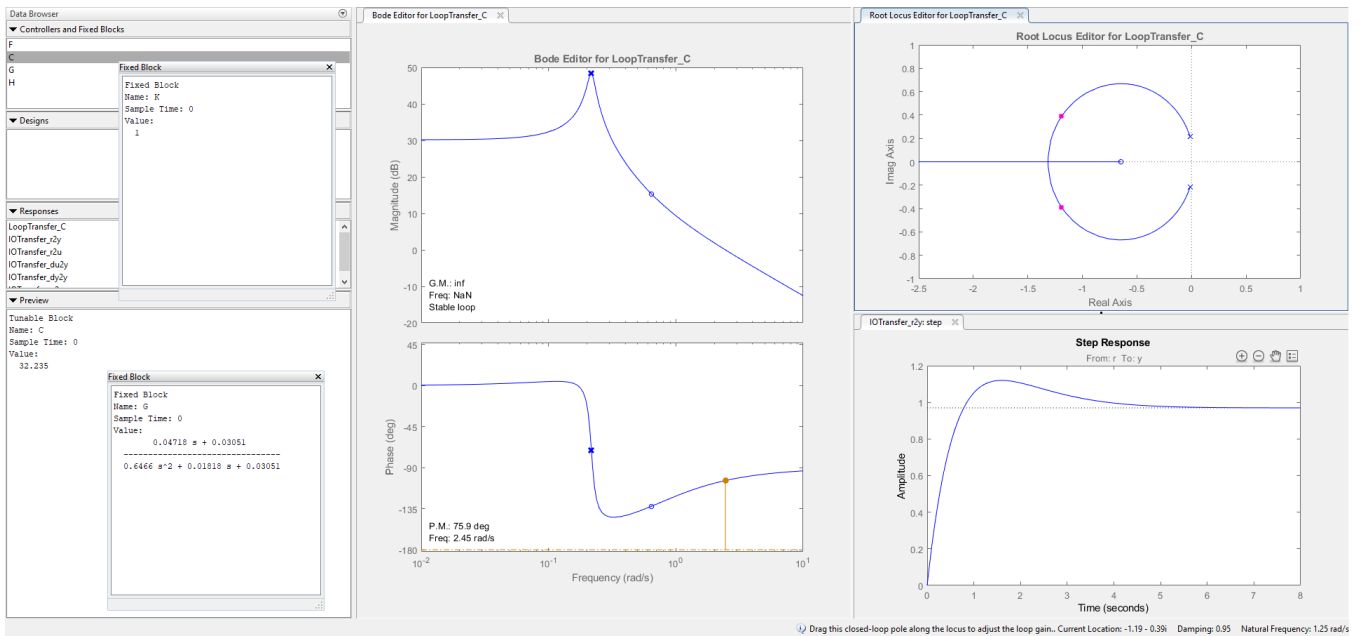 Data Browser
Controllers and Fixed Blocks
F
C
G
H
Fixed Block
Fixed Block
Name: K
Sample Time: 0
Value:
1
Designs
Responses
LoopTransfer_C
IOTransfer_r2y
IOTransfer_r2u
IOTransfer_du2y
IOTransfer_dy2y
Preview
Tunable Block
Name: C
Sample Time: 0
Value:
32.235
Fixed Block
Fixed Block
Name: G
Sample Time: 0
Value:
0.04718 s + 0.03051
-------------------------------
0.6466 s^2 + 0.01818 s + 0.03051
Bode Editor for LoopTransfer_C
Bode Editor for LoopTransfer_C
50
40
30
20
10
0
-10
-20
Magnitude (dB)
G.M.: inf
Freq: NaN
Stable loop
45
0
-45
-90
-135
-180
Phase (deg)
P.M.: 75.9 deg
Freq: 2.45 rad/s
10^-2
10^-1
10^0
10^1
Frequency (rad/s)
Root Locus Editor for LoopTransfer_C
Root Locus Editor for LoopTransfer_C
1
0.8
0.6
0.4
0.2
0
-0.2
-0.4
-0.6
-0.8
-1
Imag Axis
-2.5 -2 -1.5 -1 -0.5 0 0.5 1
Real Axis
IOTransfer_r2y: step
Step Response
From: r To: y
1.2
1
0.8
0.6
0.4
0.2
0
Amplitude
0 1 2 3 4 5 6 7 8
Time (seconds)
Drag this closed-loop pole along the locus to adjust the loop gain.. Current Location: -1.19 - 0.39i Damping: 0.95 Natural Frequency: 1.25 rad/s